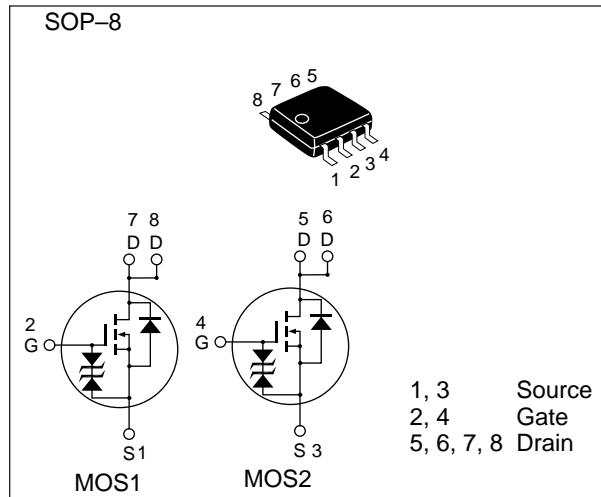 SOP–8
5
6
7
8
4
3
2
1
7 8
D D
5 6
D D
2
G
4
G
S 1
S 3
MOS1
MOS2
1, 3 Source
2, 4 Gate
5, 6, 7, 8 Drain